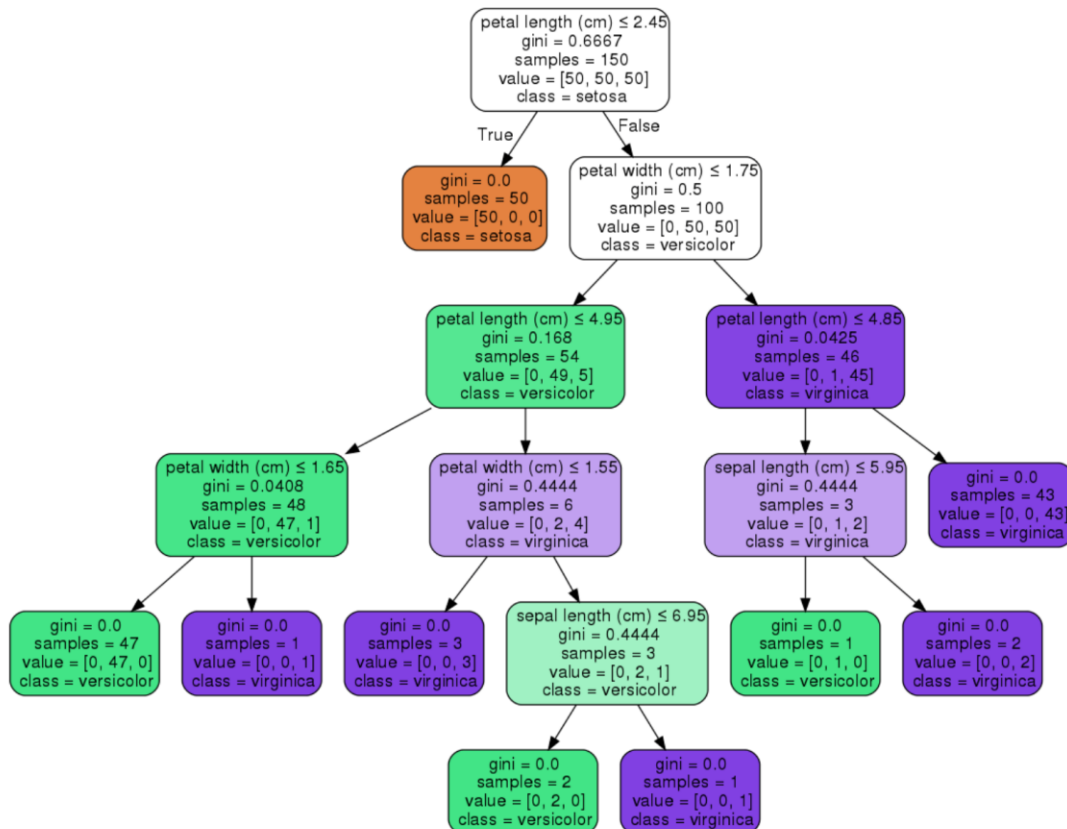 petal length (cm) ≤ 2.45
gini = 0.6667
samples = 150
value = [50, 50, 50]
class = setosa
True
False
gini = 0.0
samples = 50
value = [50, 0, 0]
class = setosa
petal width (cm) ≤ 1.75
gini = 0.5
samples = 100
value = [0, 50, 50]
class = versicolor
petal length (cm) ≤ 4.95
gini = 0.168
samples = 54
value = [0, 49, 5]
class = versicolor
petal length (cm) ≤ 4.85
gini = 0.0425
samples = 46
value = [0, 1, 45]
class = virginica
petal width (cm) ≤ 1.65
gini = 0.0408
samples = 48
value = [0, 47, 1]
class = versicolor
petal width (cm) ≤ 1.55
gini = 0.4444
samples = 6
value = [0, 2, 4]
class = virginica
sepal length (cm) ≤ 5.95
gini = 0.4444
samples = 3
value = [0, 1, 2]
class = virginica
gini = 0.0
samples = 43
value = [0, 0, 43]
class = virginica
gini = 0.0
samples = 47
value = [0, 47, 0]
class = versicolor
gini = 0.0
samples = 1
value = [0, 0, 1]
class = virginica
gini = 0.0
samples = 3
value = [0, 0, 3]
class = virginica
sepal length (cm) ≤ 6.95
gini = 0.4444
samples = 3
value = [0, 2, 1]
class = versicolor
gini = 0.0
samples = 1
value = [0, 1, 0]
class = versicolor
gini = 0.0
samples = 2
value = [0, 0, 2]
class = virginica
gini = 0.0
samples = 2
value = [0, 2, 0]
class = versicolor
gini = 0.0
samples = 1
value = [0, 0, 1]
class = virginica